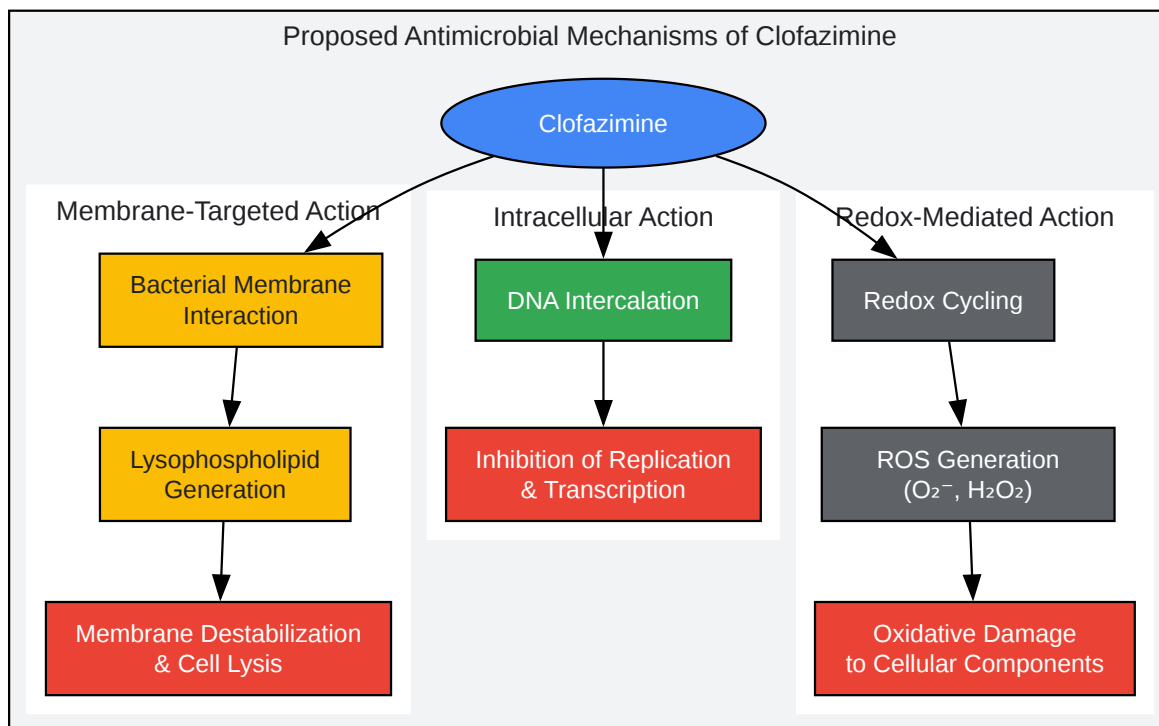 Proposed Antimicrobial Mechanisms of Clofazimine
Clofazimine
Membrane-Targeted Action
Bacterial Membrane
Interaction
Lysophospholipid
Generation
Membrane Destabilization
& Cell Lysis
Intracellular Action
DNA Intercalation
Inhibition of Replication
& Transcription
Redox-Mediated Action
Redox Cycling
ROS Generation
(O₂⁻, H₂O₂)
Oxidative Damage
to Cellular Components